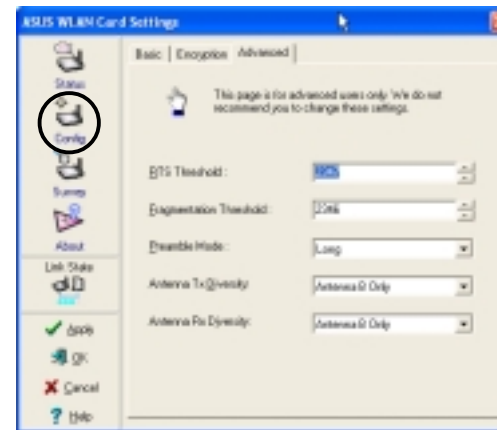 ASUS WLAN Card Settings
Status
Config
Survey
About
Link State
Apply
OK
Cancel
Help
Basic
Encryption
Advanced
This page is for advanced users only. We do not
recommend you to change these settings.
RTS Threshold:
Fragmentation Threshold:
2346
Preamble Mode:
Long
Antenna Tx Diversity:
Antenna B Only
Antenna Rx Diversity:
Antenna B Only